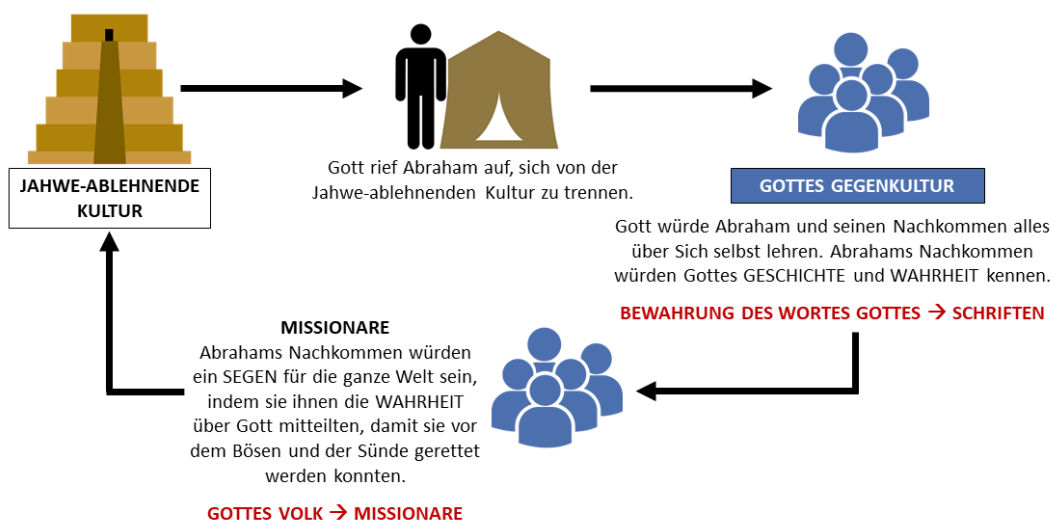 JAHWE-ABLEHNENDE
KULTUR
Gott rief Abraham auf, sich von der
Jahwe-ablehnenden Kultur zu trennen.
GOTTES GEGENKULTUR
Gott würde Abraham und seinen Nachkommen alles
über Sich selbst lehren. Abrahams Nachkommen
würden Gottes GESCHICHTE und WAHRHEIT kennen.
BEWAHRUNG DES WORTES GOTTES → SCHRIFTEN
MISSIONARE
Abrahams Nachkommen würden
ein SEGEN für die ganze Welt sein,
indem sie ihnen die WAHRHEIT
über Gott mitteilten, damit sie vor
dem Bösen und der Sünde gerettet
werden konnten.
GOTTES VOLK → MISSIONARE